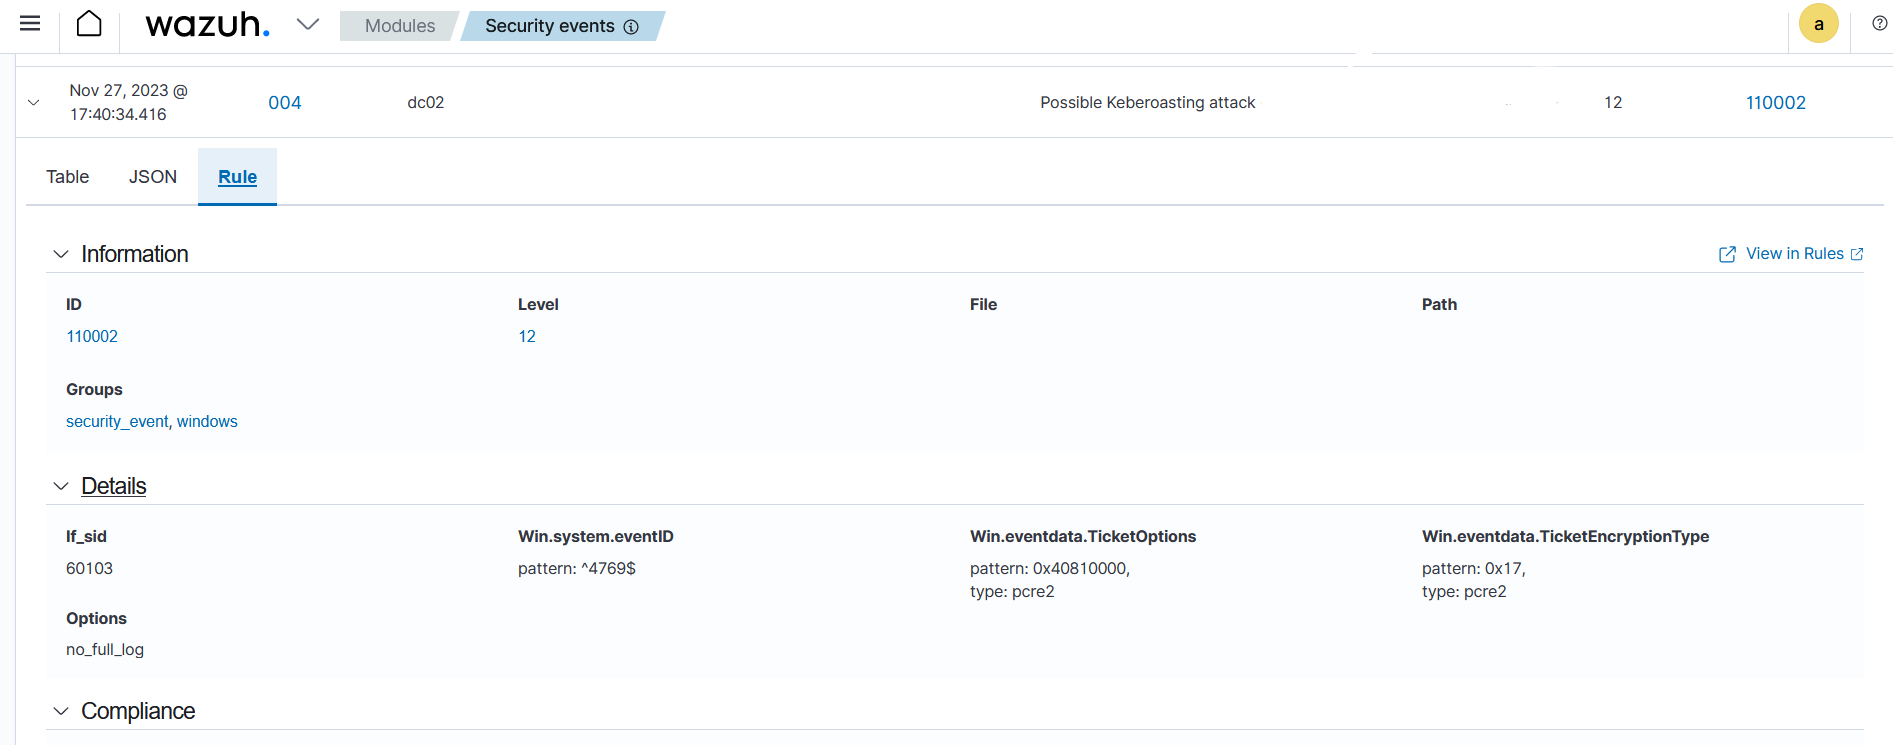 wazuh.
Modules
Security events
a
Nov 27, 2023 @
17:40:34.416
004
dc02
Possible Keberoasting attack
12
110002
Table
JSON
Rule
Information
View in Rules
ID
Level
File
Path
110002
12
Groups
security_event, windows
Details
If_sid
Win.system.eventID
Win.eventdata.TicketOptions
Win.eventdata.TicketEncryptionType
60103
pattern: ^4769$
pattern: 0x40810000,
type: pcre2
pattern: 0x17,
type: pcre2
Options
no_full_log
Compliance